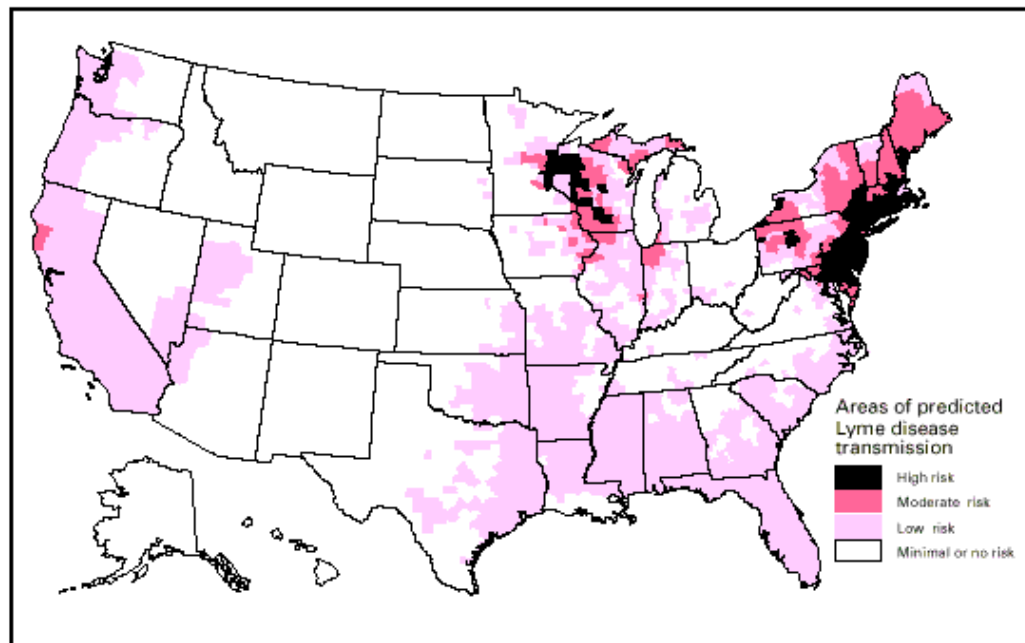 Areas of predicted
Lyme disease
transmission
High risk
Moderate risk
Low risk
Minimal or no risk